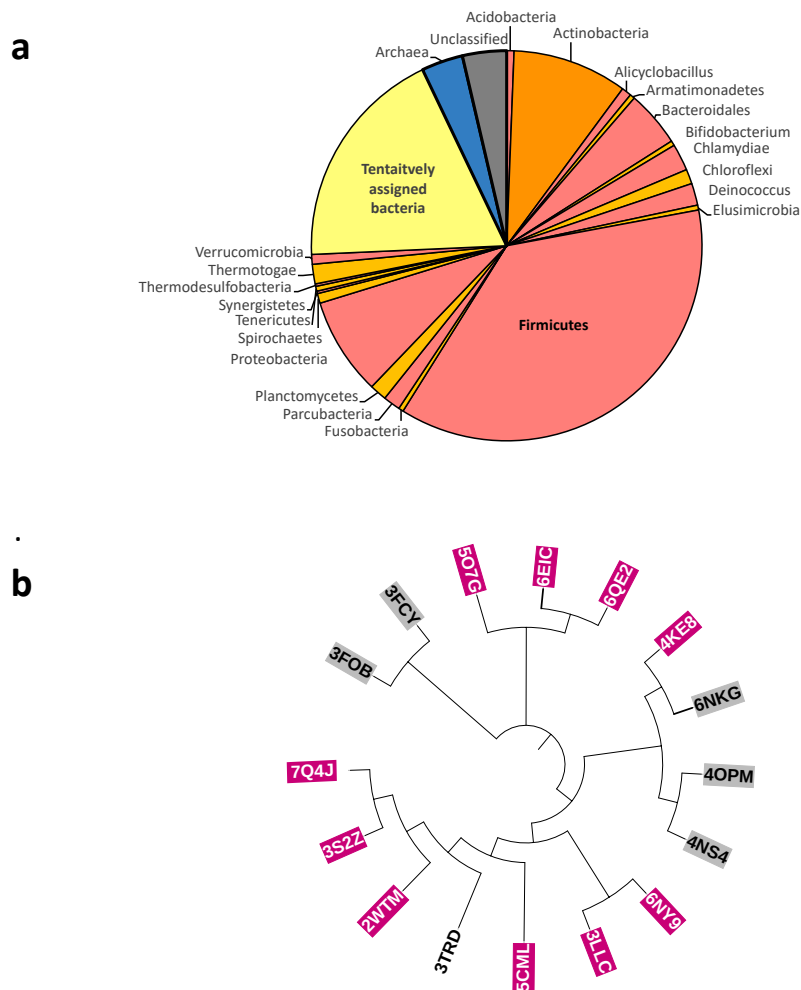 a
Acidobacteria
Actinobacteria
Unclassified
Archaea
Alicyclobacillus
Armatimonadetes
Bacteroidales
Bifidobacterium
Chlamydiae
Chloroflexi
Deinococcus
Elusimicrobia
Tentaitvely
assigned
bacteria
Verrucomicrobia
Thermotogae
Thermodesulfobacteria
Synergistetes
Tenericutes
Spirochaetes
Proteobacteria
Planctomycetes
Parcubacteria
Fusobacteria
Firmicutes
.
b
5O7G
6EIC
6QE2
4KE8
6NKG
4OPM
4NS4
6NY9
3LLC
5CML
3TRD
2WTM
3S2Z
7Q4J
3FOB
3FCY